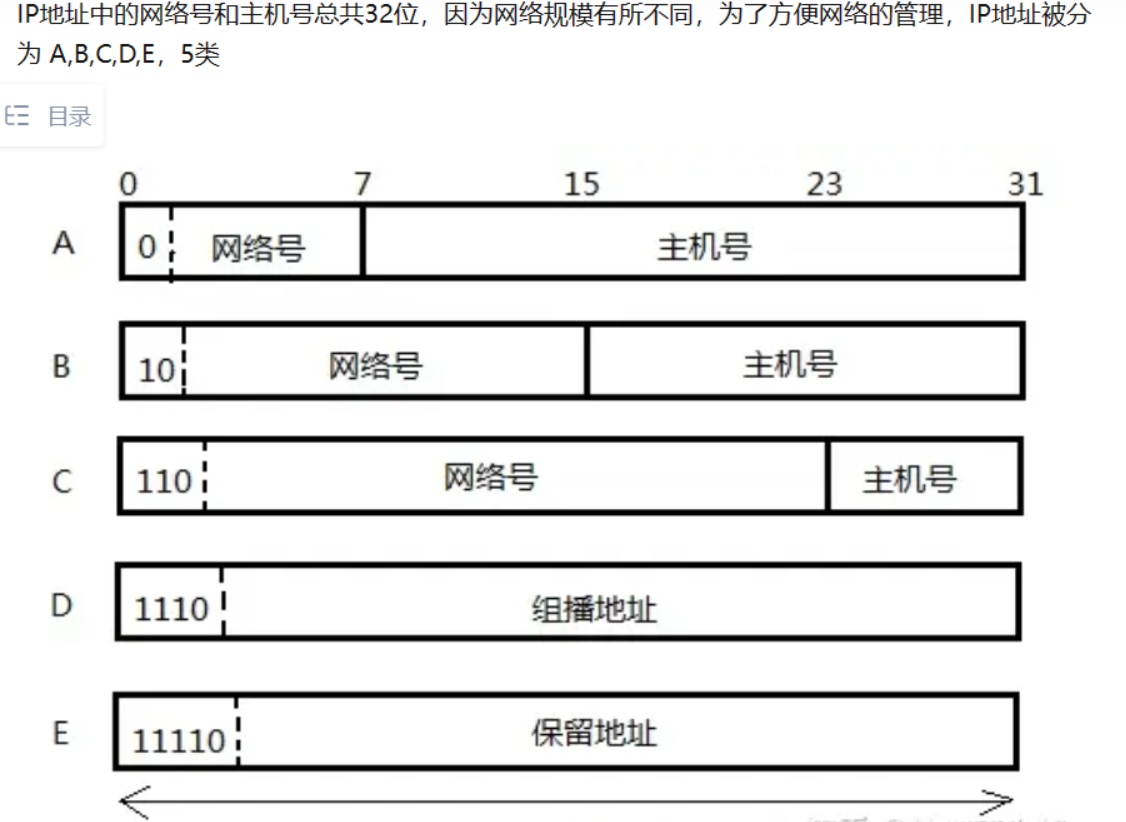 IP地址中的网络号和主机号总共32位，因为网络规模有所不同，为了方便网络的管理，IP地址被分
为 A,B,C,D,E，5类
目录
0 7 15 23 31
A 0 网络号 主机号
B 10 网络号 主机号
C 110 网络号 主机号
D 1110 组播地址
E 11110 保留地址